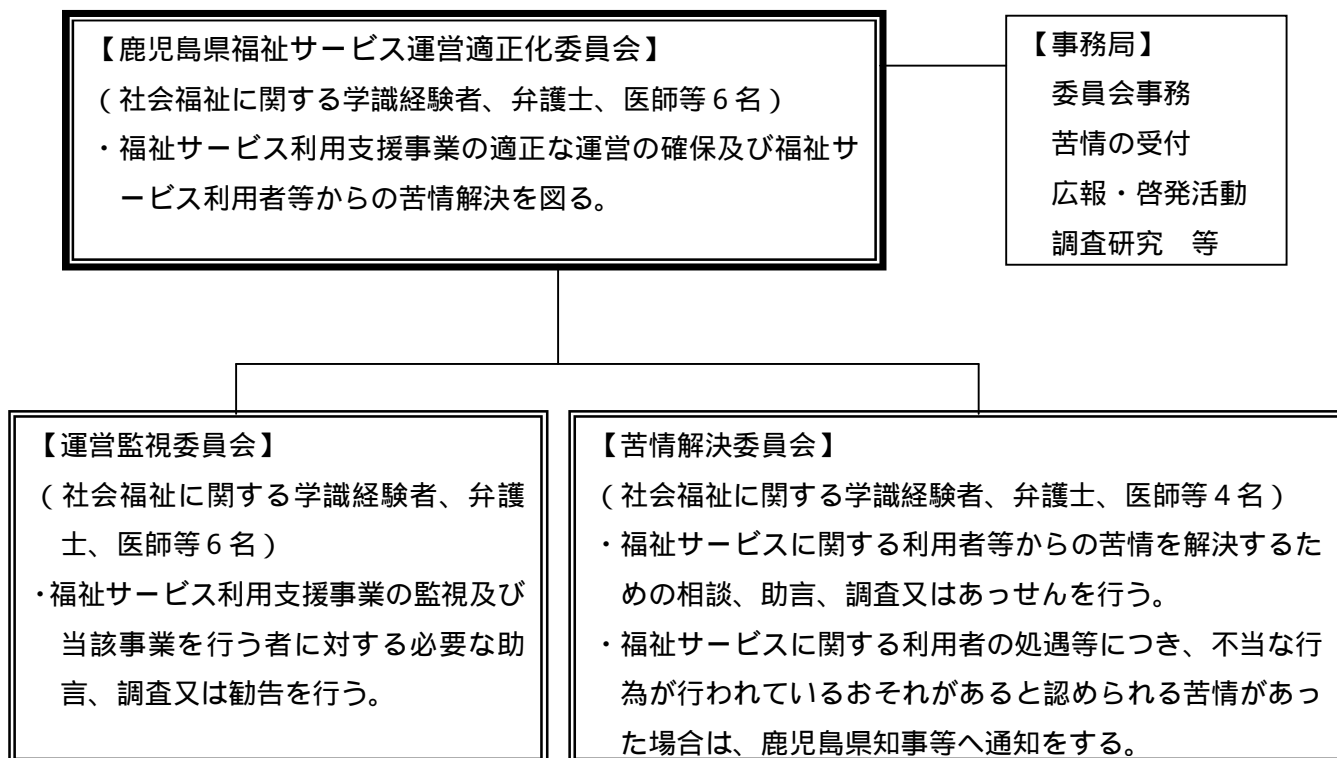 【鹿児島県福祉サービス運営適正化委員会】
（社会福祉に関する学識経験者、弁護士、医師等６名）
・福祉サービス利用支援事業の適正な運営の確保及び福祉サ
ービス利用者等からの苦情解決を図る。
【事務局】
委員会事務
苦情の受付
広報・啓発活動
調査研究　等
【運営監視委員会】
（社会福祉に関する学識経験者、弁護
士、医師等６名）
・福祉サービス利用支援事業の監視及び
当該事業を行う者に対する必要な助
言、調査又は勧告を行う。
【苦情解決委員会】
（社会福祉に関する学識経験者、弁護士、医師等４名）
・福祉サービスに関する利用者等からの苦情を解決するた
めの相談、助言、調査又はあっせんを行う。
・福祉サービスに関する利用者の処遇等につき、不当な行
為が行われているおそれがあると認められる苦情があっ
た場合は、鹿児島県知事等へ通知をする。